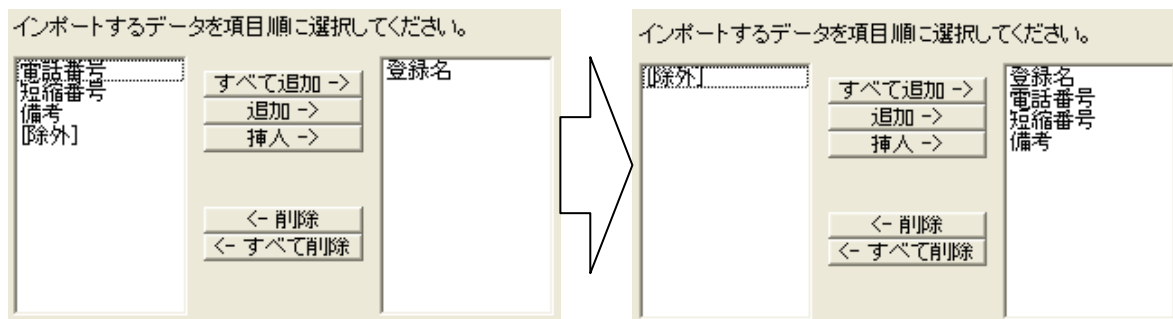 インポートするデータを項目順に選択してください。
電話番号
短縮番号
備考
[除外]
すべて追加 ->
追加 ->
挿入 ->
<- 削除
<- すべて削除
登録名
インポートするデータを項目順に選択してください。
[除外]
すべて追加 ->
追加 ->
挿入 ->
<- 削除
<- すべて削除
登録名
電話番号
短縮番号
備考